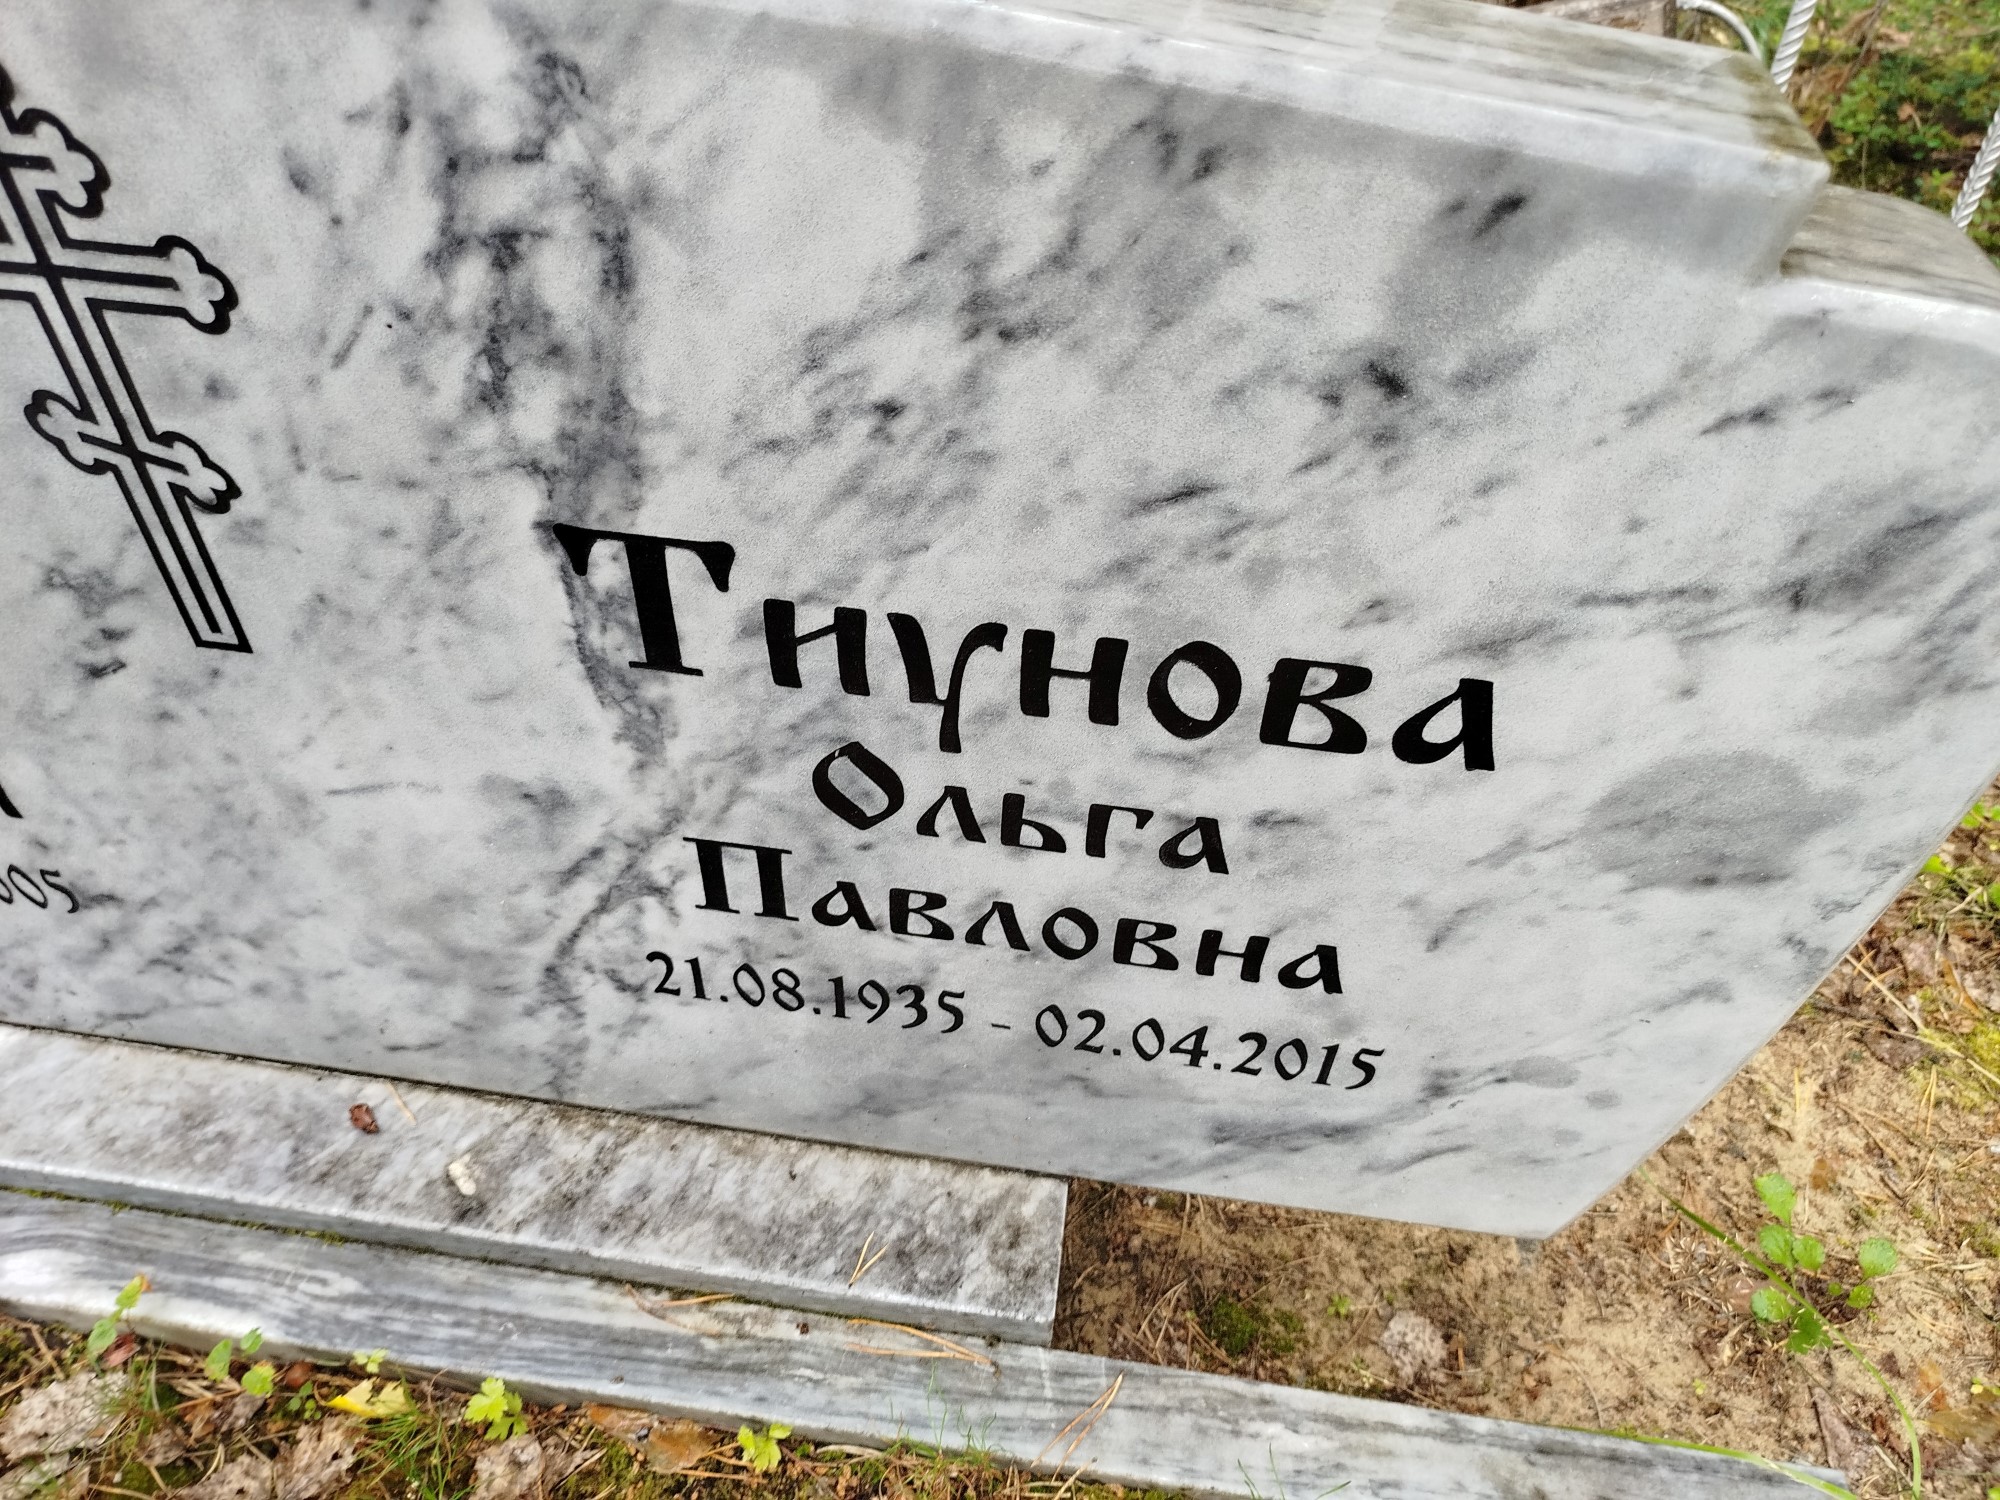 Тиунова
Ольга
Павловна
21.08.1935 - 02.04.2015